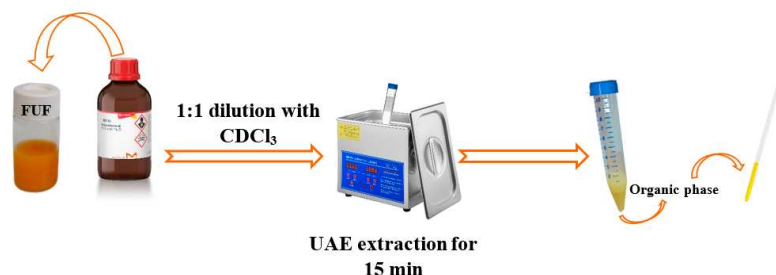 FUF
1:1 dilution with
CDCl₃
UAE extraction for
15 min
Organic phase